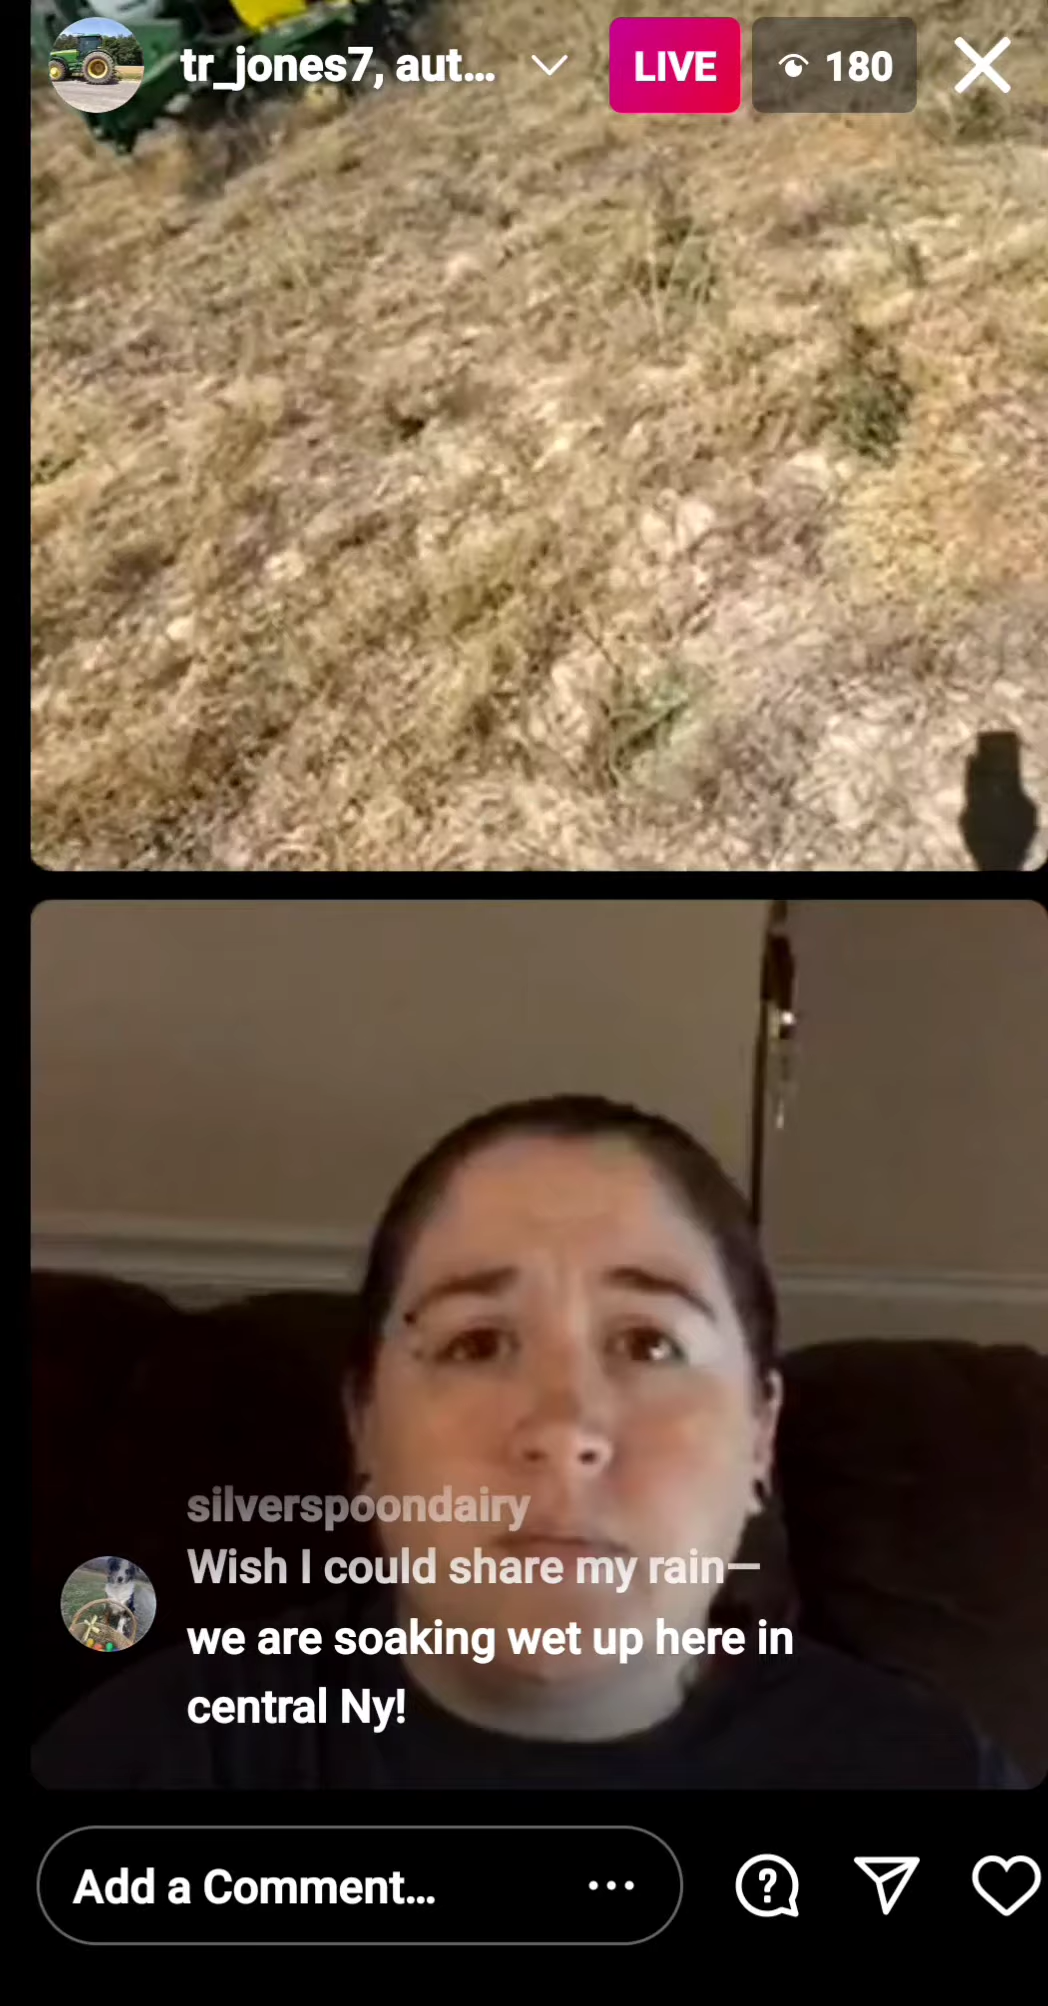 tr_jones7, aut...
LIVE
180
silverspoondairy
Wish I could share my rain—
we are soaking wet up here in
central Ny!
Add a Comment...